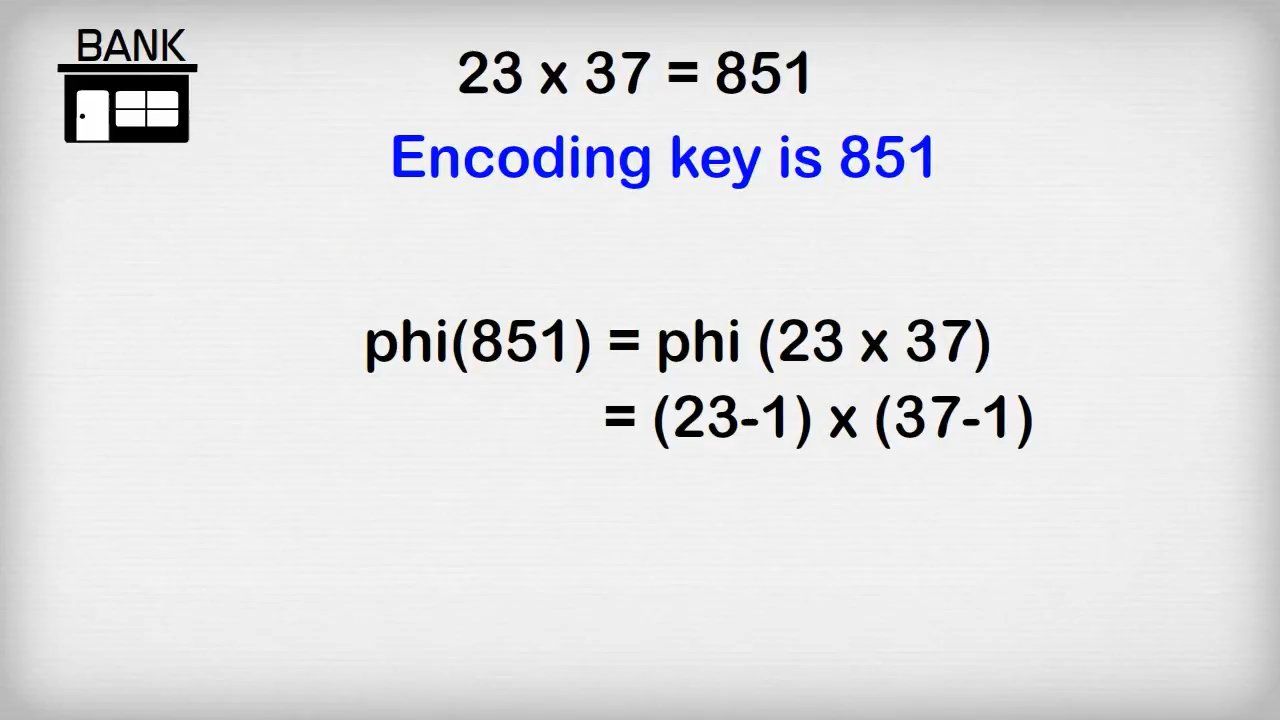 BANK
23 x 37 = 851
Encoding key is 851
phi(851) = phi (23 x 37)
= (23-1) x (37-1)